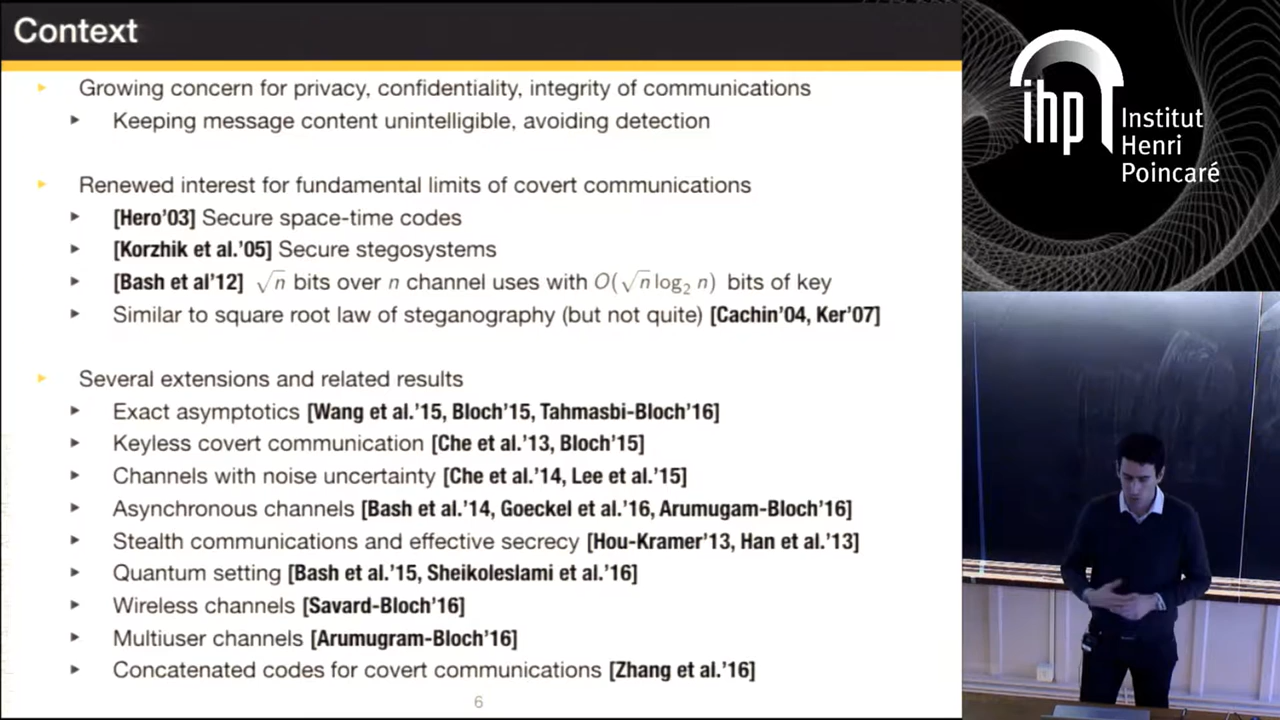 Context
Growing concern for privacy, confidentiality, integrity of communications
Keeping message content unintelligible, avoiding detection
Renewed interest for fundamental limits of covert communications
[Hero'03] Secure space-time codes
[Korzhik et al.'05] Secure stegosystems
[Bash et al'12] √n bits over n channel uses with O(√n log₂ n) bits of key
Similar to square root law of steganography (but not quite) [Cachin'04, Ker'07]
Several extensions and related results
Exact asymptotics [Wang et al.'15, Bloch'15, Tahmasbi-Bloch'16]
Keyless covert communication [Che et al.'13, Bloch'15]
Channels with noise uncertainty [Che et al.'14, Lee et al.'15]
Asynchronous channels [Bash et al.'14, Goeckel et al.'16, Arumugam-Bloch'16]
Stealth communications and effective secrecy [Hou-Kramer'13, Han et al.'13]
Quantum setting [Bash et al.'15, Sheikoleslami et al.'16]
Wireless channels [Savard-Bloch'16]
Multiuser channels [Arumugram-Bloch'16]
Concatenated codes for covert communications [Zhang et al.'16]
6
ihp
Institut
Henri
Poincaré